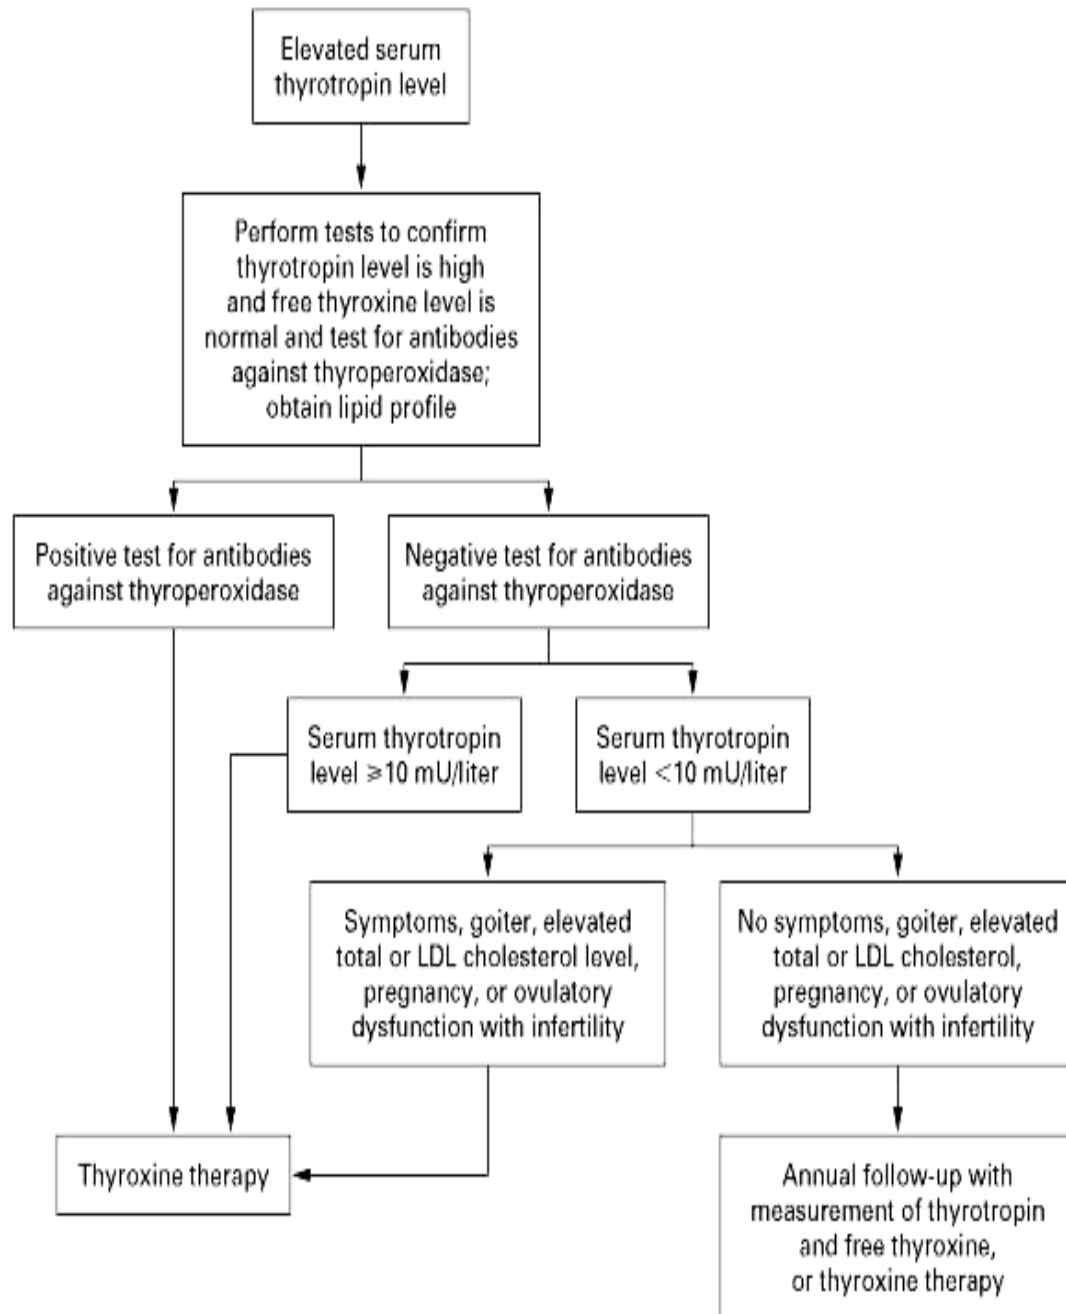 Elevated serum
thyrotropin level
Perform tests to confirm
thyrotropin level is high
and free thyroxine level is
normal and test for antibodies
against thyroperoxidase;
obtain lipid profile
Positive test for antibodies
against thyroperoxidase
Negative test for antibodies
against thyroperoxidase
Serum thyrotropin
level ⩾10 mU/liter
Serum thyrotropin
level <10 mU/liter
Symptoms, goiter, elevated
total or LDL cholesterol level,
pregnancy, or ovulatory
dysfunction with infertility
No symptoms, goiter, elevated
total or LDL cholesterol,
pregnancy, or ovulatory
dysfunction with infertility
Thyroxine therapy
Annual follow-up with
measurement of thyrotropin
and free thyroxine,
or thyroxine therapy